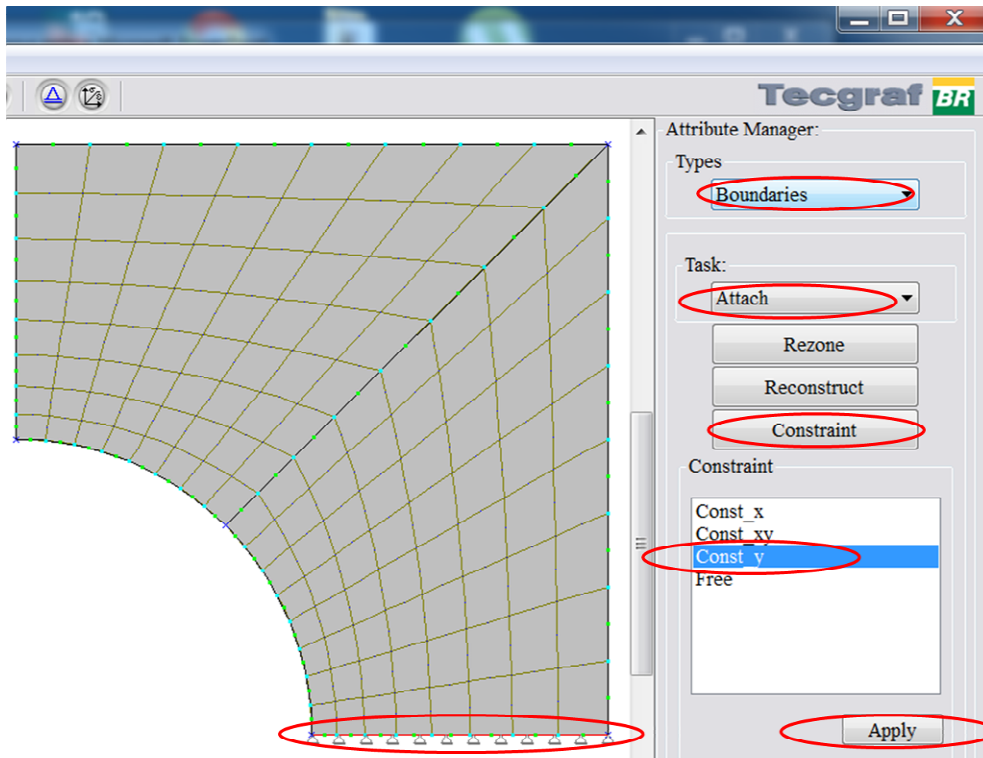 Tecgraf BR
Attribute Manager:
Types
Boundaries
Task:
Attach
Rezone
Reconstruct
Constraint
Constraint
Const_x
Const_xy
Const_y
Free
Apply